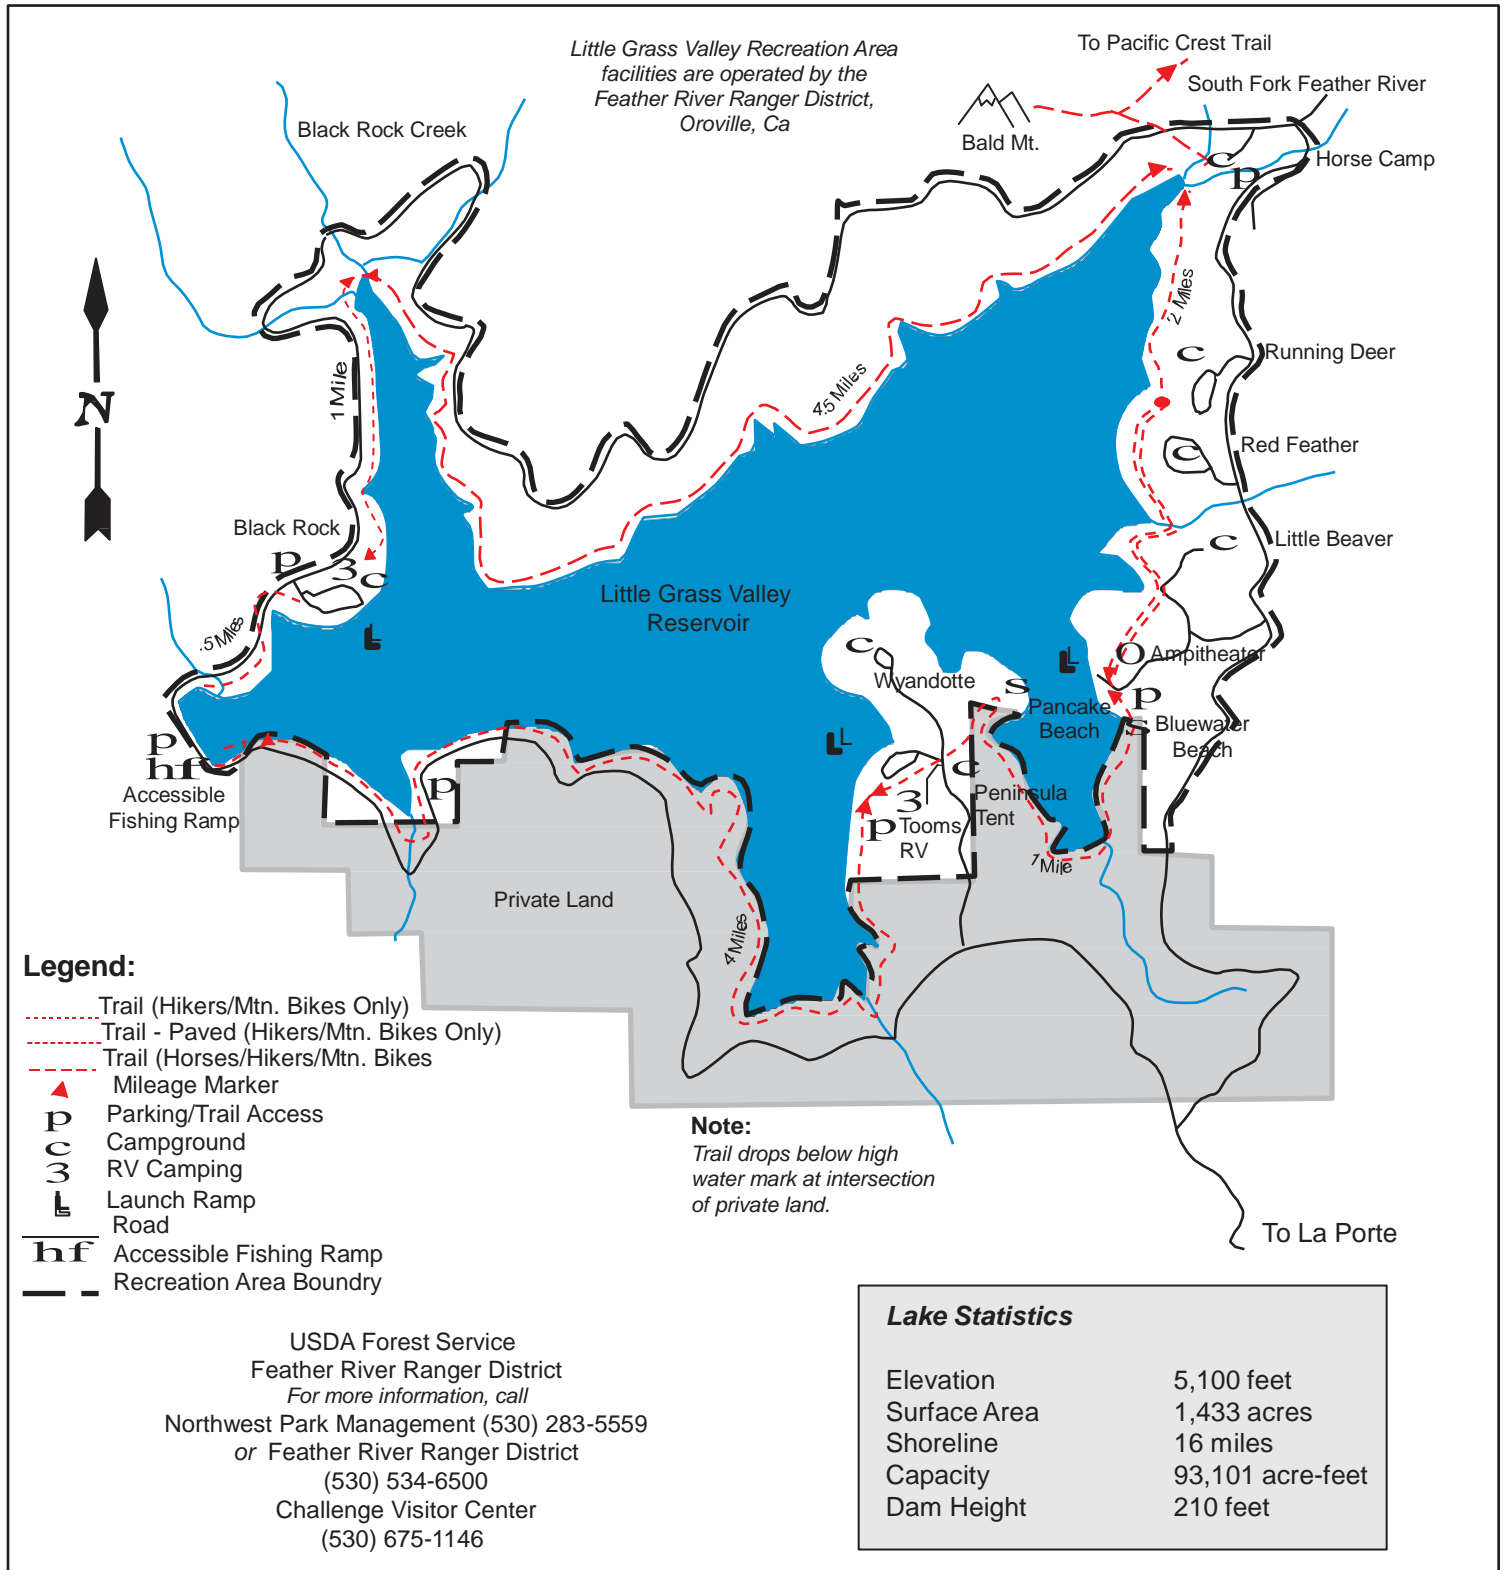 Little Grass Valley Recreation Area
facilities are operated by the
Feather River Ranger District,
Oroville, Ca
To Pacific Crest Trail
South Fork Feather River
Bald Mt.
Horse Camp
c
p
Black Rock Creek
N
1 Mile
2 Miles
4.5 Miles
c
Running Deer
Red Feather
c
Black Rock
p
3
c
c
Little Beaver
Little Grass Valley
Reservoir
.5 Miles
L
L
c
Wyandotte
O Ampitheater
s
Pancake
Beach
p
s Bluewater
Beach
L
L
L
L
p
hf
Accessible
Fishing Ramp
p
c
3
Peninsula
Tent
p Tooms
RV
1 Mile
Private Land
4 Miles
Legend:
Trail (Hikers/Mtn. Bikes Only)
Trail - Paved (Hikers/Mtn. Bikes Only)
Trail (Horses/Hikers/Mtn. Bikes
Mileage Marker
p Parking/Trail Access
c Campground
3 RV Camping
L Launch Ramp
Road
hf Accessible Fishing Ramp
Recreation Area Boundry
Note:
Trail drops below high
water mark at intersection
of private land.
To La Porte
USDA Forest Service
Feather River Ranger District
For more information, call
Northwest Park Management (530) 283-5559
or Feather River Ranger District
(530) 534-6500
Challenge Visitor Center
(530) 675-1146
Lake Statistics
Elevation 5,100 feet
Surface Area 1,433 acres
Shoreline 16 miles
Capacity 93,101 acre-feet
Dam Height 210 feet